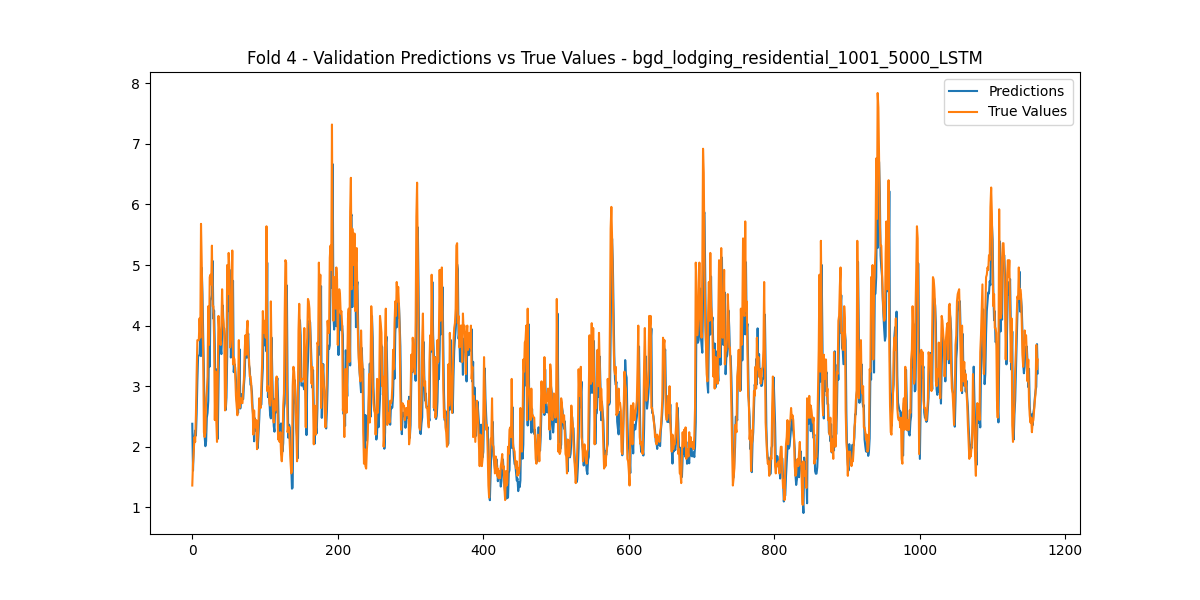 Fold 4 - Validation Predictions vs True Values - bgd_lodging_residential_1001_5000_LSTM
Predictions
True Values
8
7
6
5
4
3
2
1
0 200 400 600 800 1000 1200